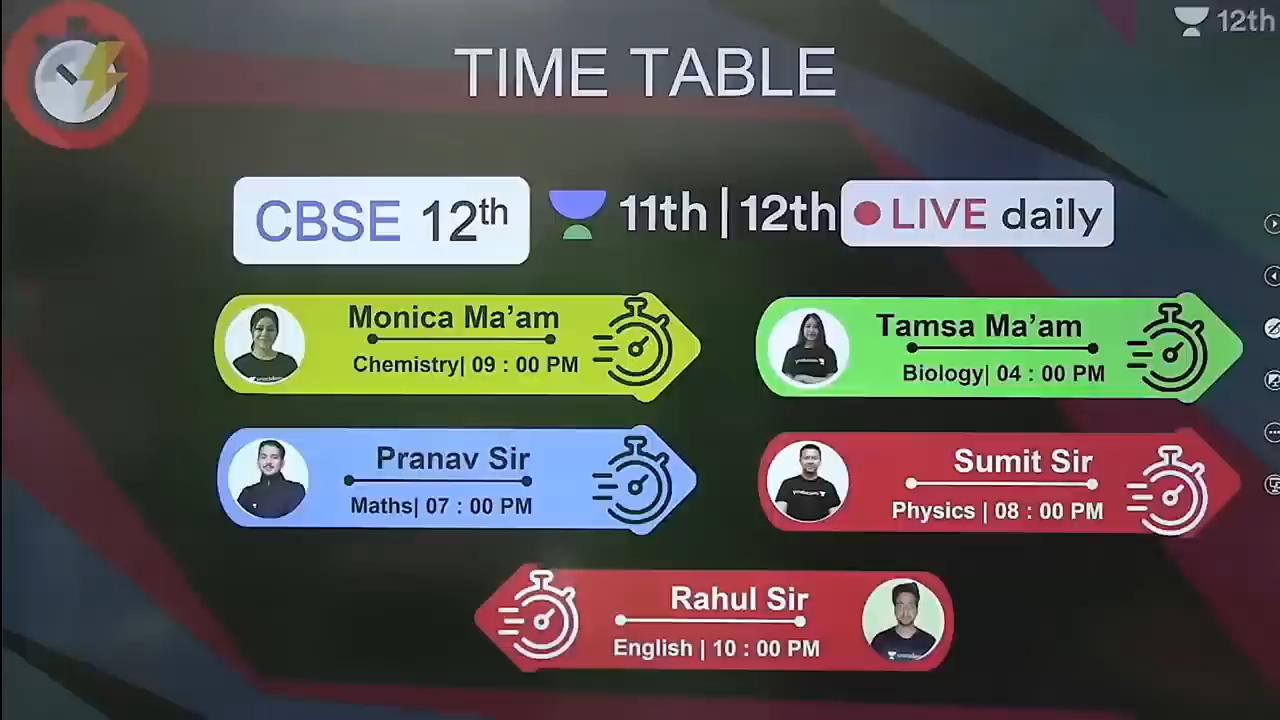 12th
TIME TABLE
CBSE 12th
11th | 12th
LIVE daily
Monica Ma’am
Chemistry| 09 : 00 PM
Tamsa Ma’am
Biology| 04 : 00 PM
Pranav Sir
Maths| 07 : 00 PM
Sumit Sir
Physics | 08 : 00 PM
Rahul Sir
English | 10 : 00 PM